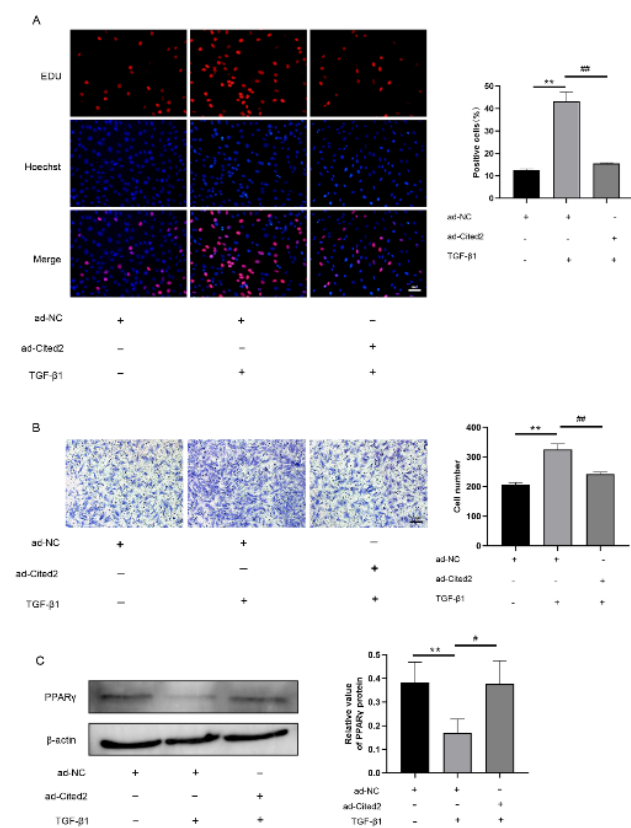 A
EDU
Hoechst
Merge
ad-NC + + –
ad-Cited2 – – +
TGF-β1 – + +
Positive cells(%)
50
40
30
20
10
0
** ##
ad-NC + + -
ad-Cited2 - - +
TGF-β1 - + +
B
ad-NC + + –
ad-Cited2 – – +
TGF-β1 – + +
Cell number
400
300
200
100
0
** ##
ad-NC + + -
ad-Cited2 - - +
TGF-β1 - + +
C
PPARγ
β-actin
ad-NC + + –
ad-Cited2 – – +
TGF-β1 – + +
Relative value
of PPARγ protein
0.5
0.4
0.3
0.2
0.1
0.0
** #
ad-NC + + -
ad-Cited2 - - +
TGF-β1 - + +